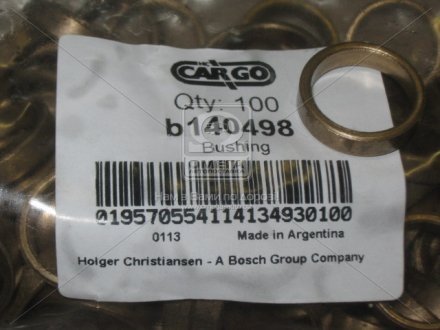 CARGO
Qty: 100
b140498
Bushing
0195705541141349301​00
0113 Made in Argentina
Holger Christiansen - A Bosch Group Company